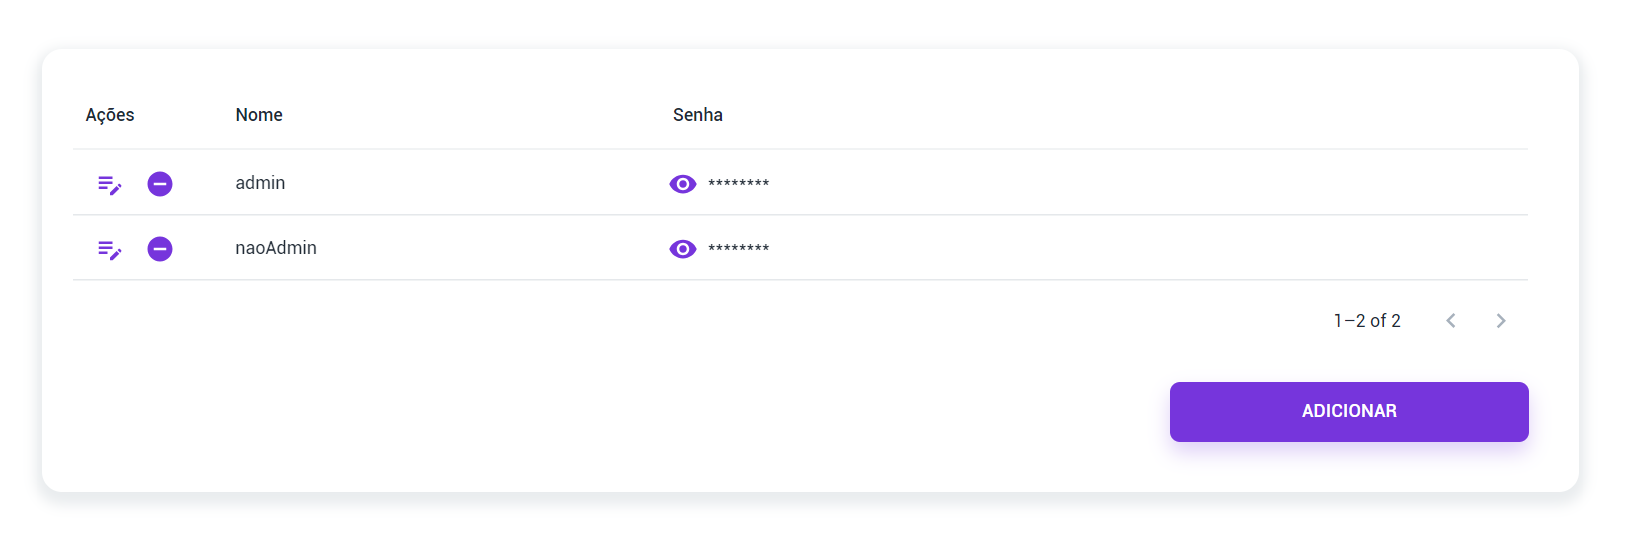 Ações Nome Senha
admin ********
naoAdmin ********
1–2 of 2
ADICIONAR